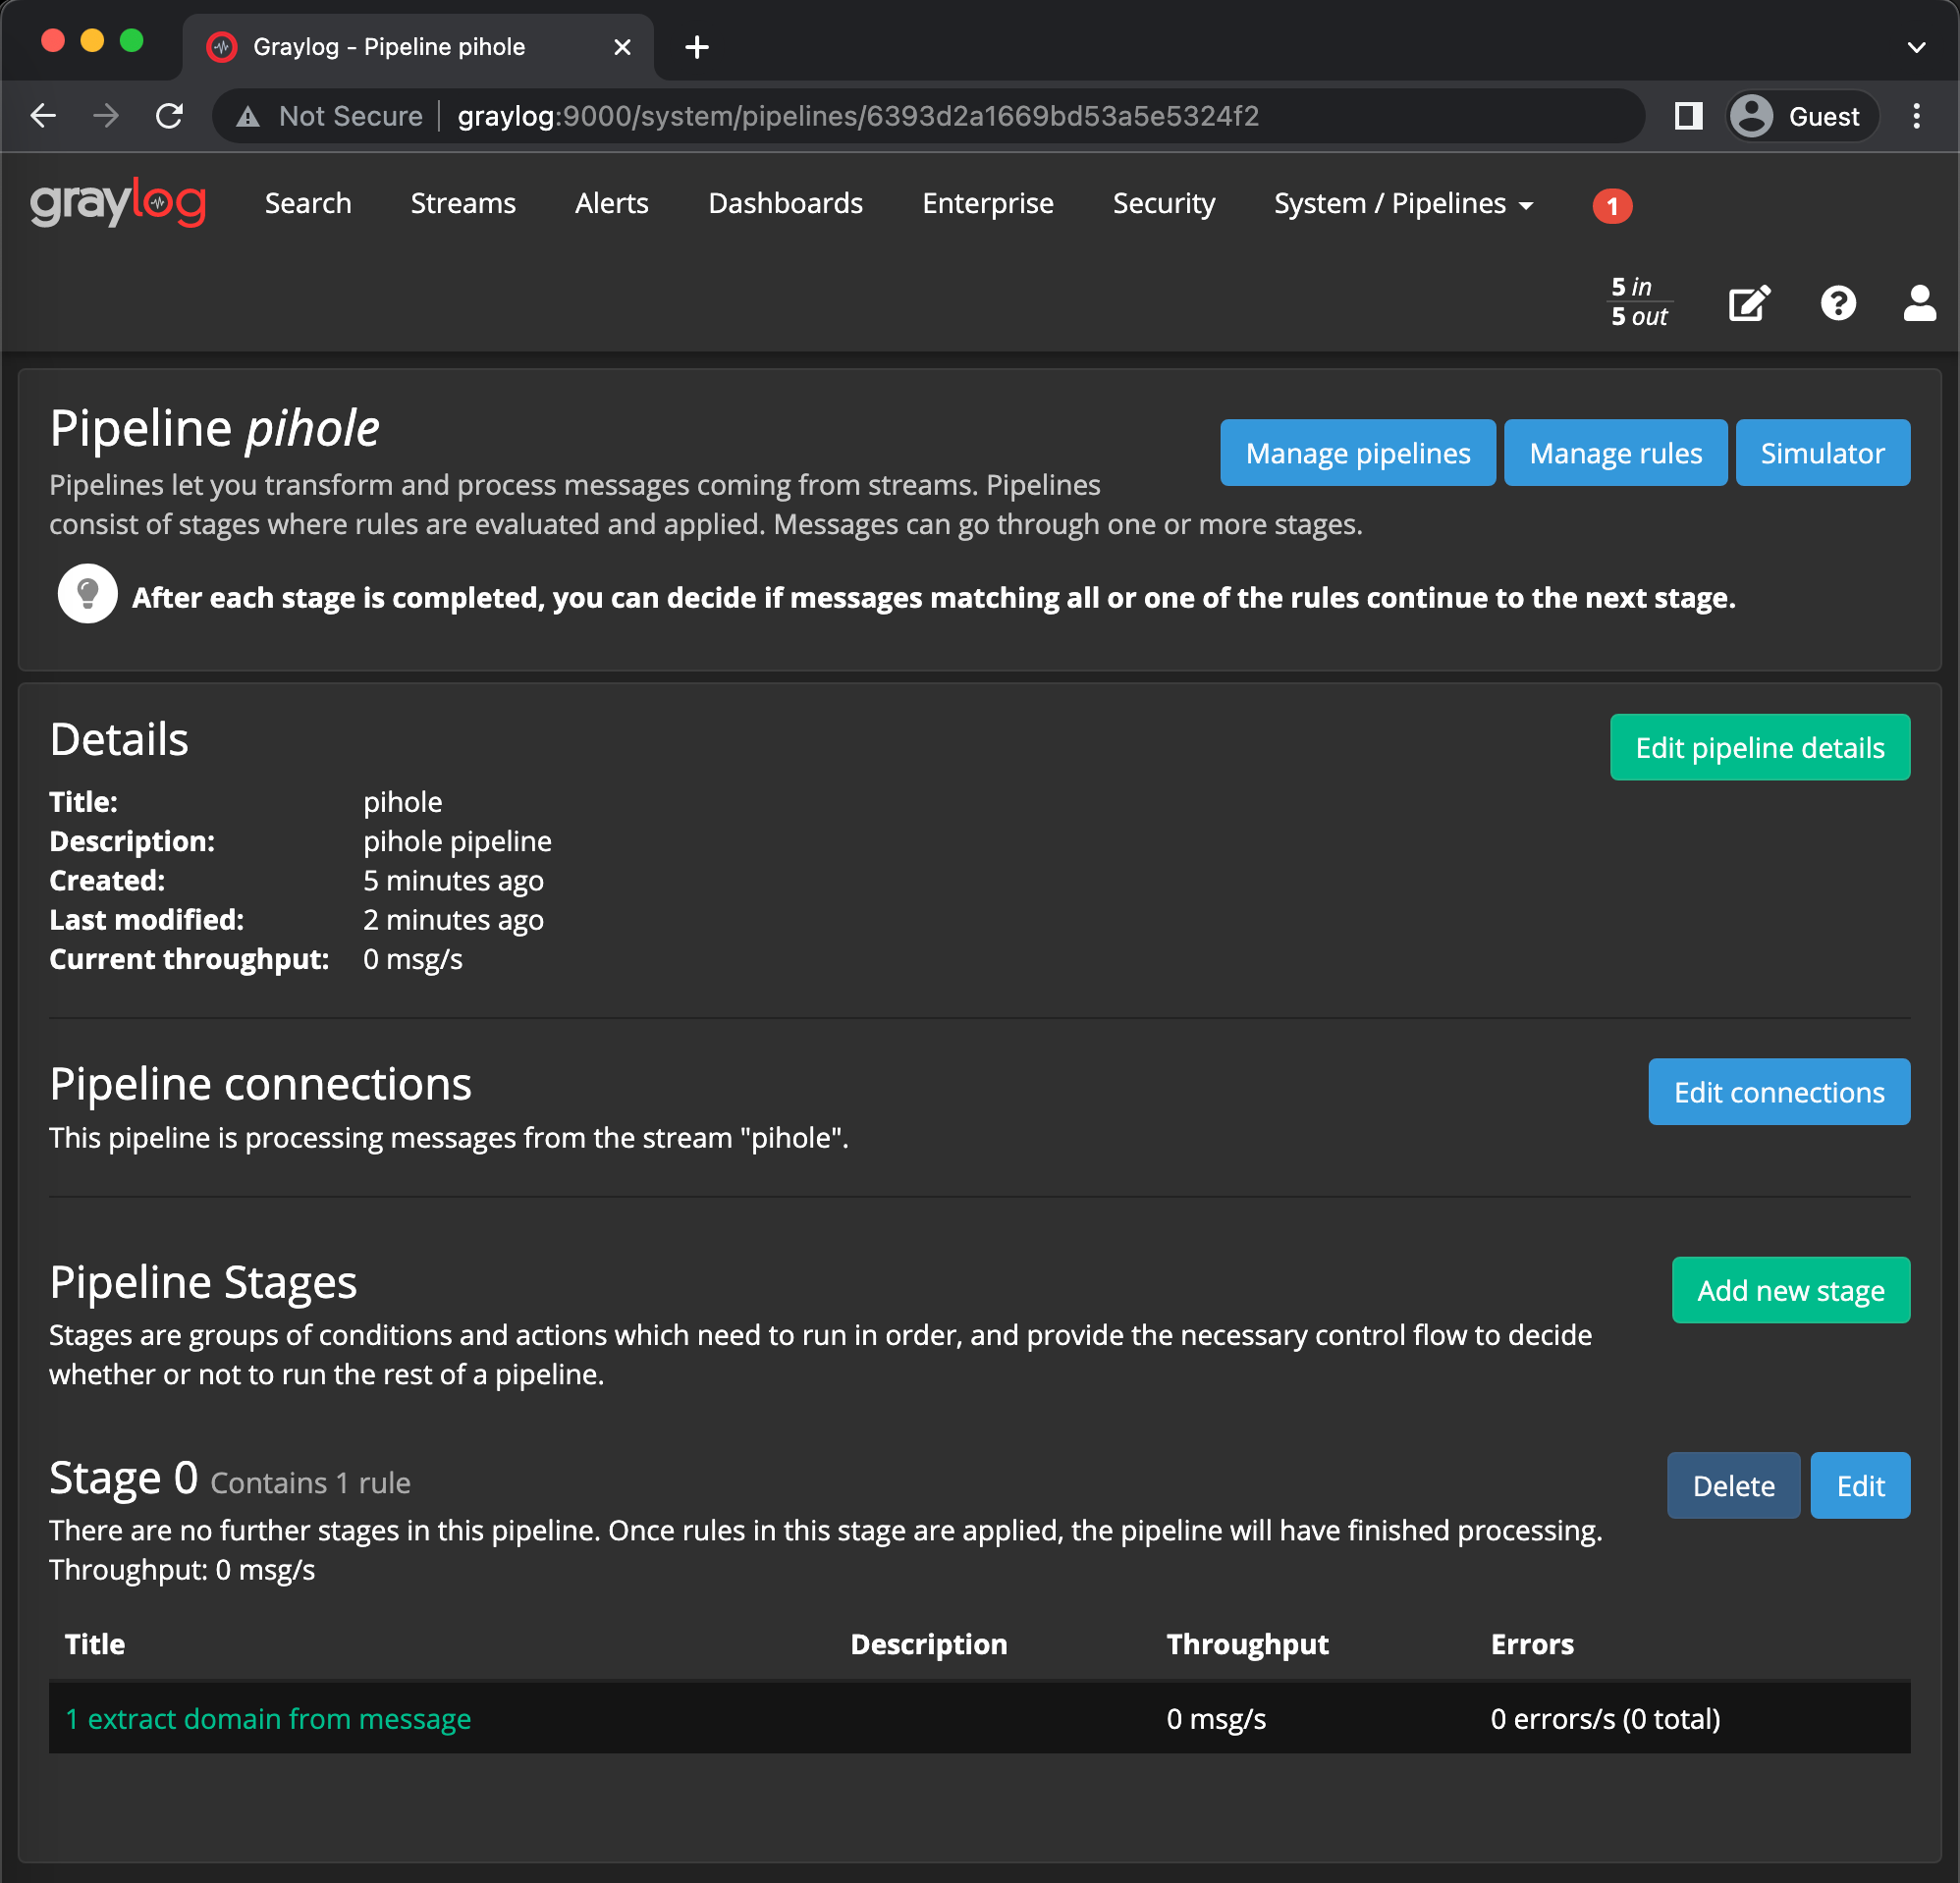 Graylog - Pipeline pihole
Not Secure graylog:9000/system/pipelines/6393d2a1669bd53a5e5324f2 Guest
graylog Search Streams Alerts Dashboards Enterprise Security System / Pipelines 1
5 in
5 out
Pipeline pihole
Manage pipelines Manage rules Simulator
Pipelines let you transform and process messages coming from streams. Pipelines
consist of stages where rules are evaluated and applied. Messages can go through one or more stages.
After each stage is completed, you can decide if messages matching all or one of the rules continue to the next stage.
Details
Edit pipeline details
Title: pihole
Description: pihole pipeline
Created: 5 minutes ago
Last modified: 2 minutes ago
Current throughput: 0 msg/s
Pipeline connections
Edit connections
This pipeline is processing messages from the stream "pihole".
Pipeline Stages
Add new stage
Stages are groups of conditions and actions which need to run in order, and provide the necessary control flow to decide
whether or not to run the rest of a pipeline.
Stage 0 Contains 1 rule
Delete Edit
There are no further stages in this pipeline. Once rules in this stage are applied, the pipeline will have finished processing.
Throughput: 0 msg/s
Title Description Throughput Errors
1 extract domain from message 0 msg/s 0 errors/s (0 total)